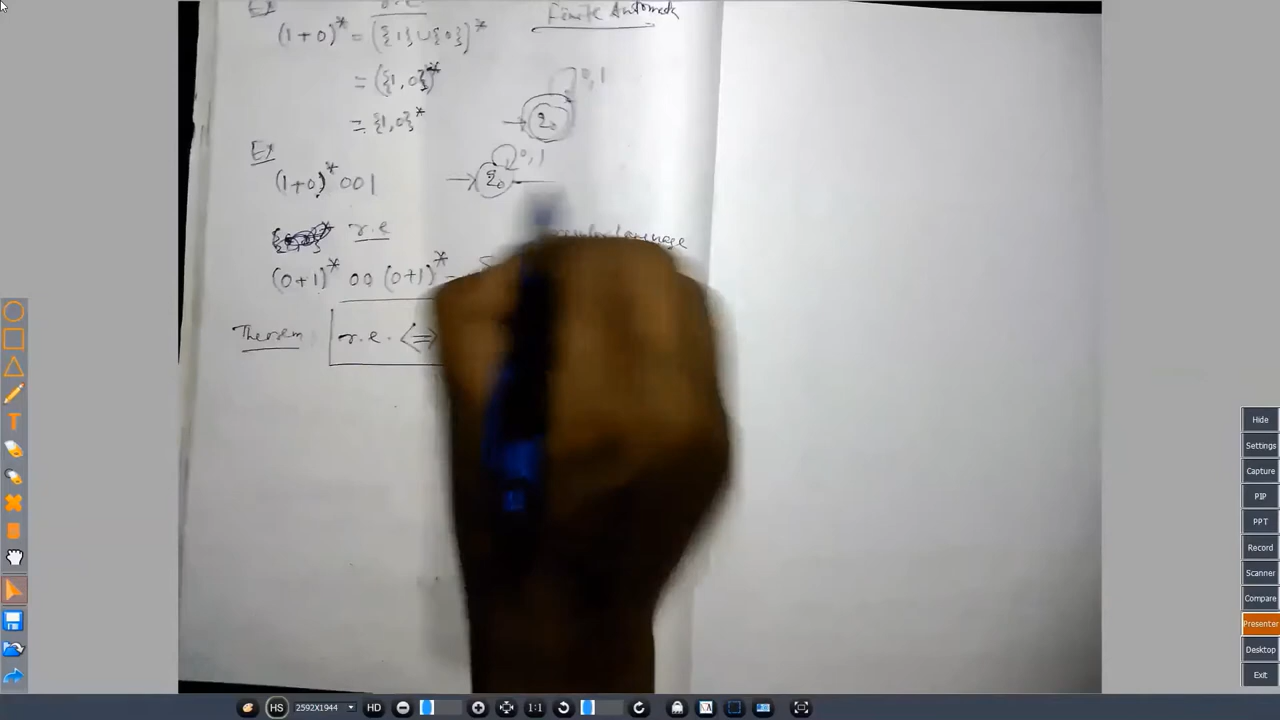 Ex
r.e
Finite Automata
(1+0)* = ({1}∪{0})*
= ({1,0})*
= {1,0}*
0,1
q0
Ex
(1+0)*001
0,1
q0
r.e
Language
(0+1)* 00 (0+1)* =
Theorem
r.e. <=>
Hide
Settings
Capture
PIP
PPT
Record
Scanner
Compare
Presenter
Desktop
Exit
T
HS 2592X1944 HD 1:1